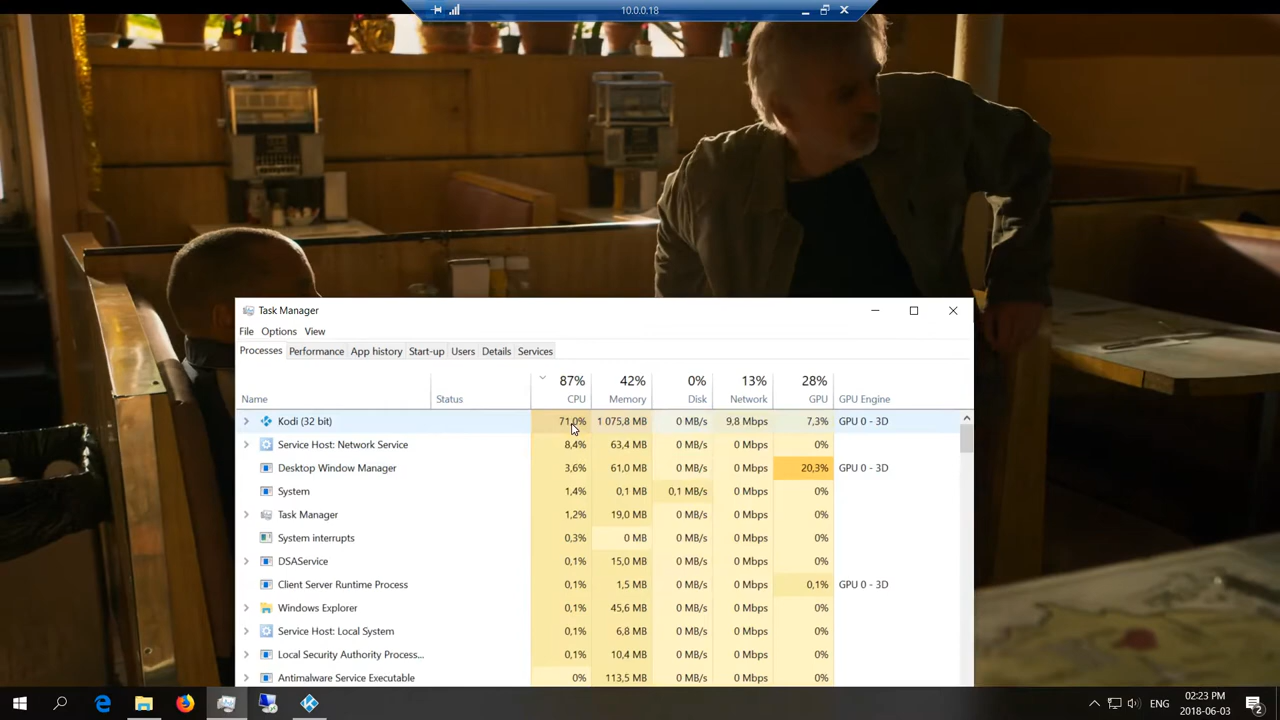 10.0.0.18
Task Manager
File Options View
Processes Performance App history Start-up Users Details Services
87% 42% 0% 13% 28%
Name Status CPU Memory Disk Network GPU GPU Engine
Kodi (32 bit) 71,0% 1 075,8 MB 0 MB/s 9,8 Mbps 7,3% GPU 0 - 3D
Service Host: Network Service 8,4% 63,4 MB 0 MB/s 0 Mbps 0%
Desktop Window Manager 3,6% 61,0 MB 0 MB/s 0 Mbps 20,3% GPU 0 - 3D
System 1,4% 0,1 MB 0,1 MB/s 0 Mbps 0%
Task Manager 1,2% 19,0 MB 0 MB/s 0 Mbps 0%
System interrupts 0,3% 0 MB 0 MB/s 0 Mbps 0%
DSAService 0,1% 15,0 MB 0 MB/s 0 Mbps 0%
Client Server Runtime Process 0,1% 1,5 MB 0 MB/s 0 Mbps 0,1% GPU 0 - 3D
Windows Explorer 0,1% 45,6 MB 0 MB/s 0 Mbps 0%
Service Host: Local System 0,1% 6,8 MB 0 MB/s 0 Mbps 0%
Local Security Authority Process... 0,1% 10,4 MB 0 MB/s 0 Mbps 0%
Antimalware Service Executable 0% 113,5 MB 0 MB/s 0 Mbps 0%
ENG 02:23 PM
2018-06-03 2